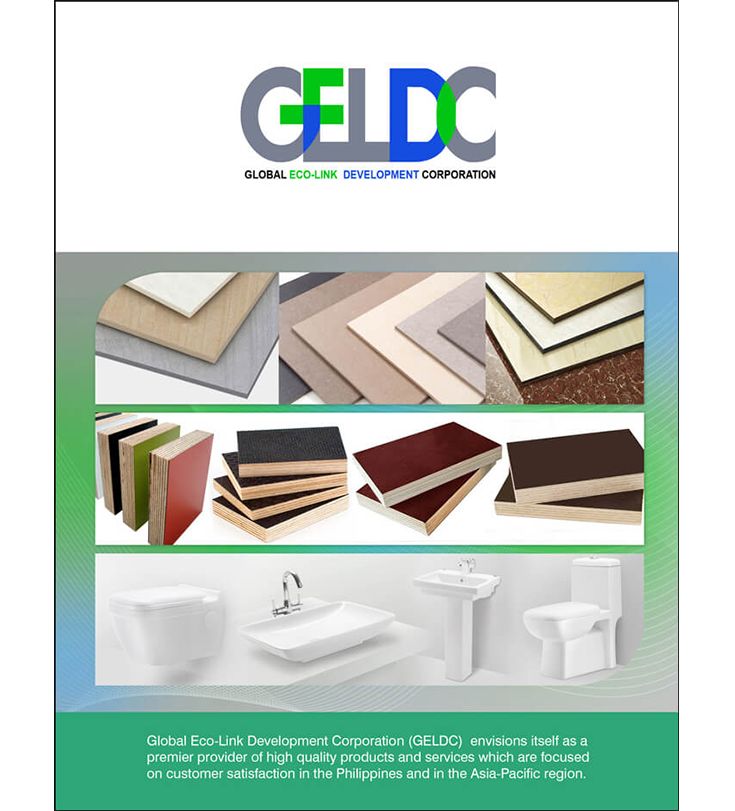 GELDC
GLOBAL ECO-LINK DEVELOPMENT CORPORATION
Global Eco-Link Development Corporation (GELDC) envisions itself as a
premier provider of high quality products and services which are focused
on customer satisfaction in the Philippines and in the Asia-Pacific region.